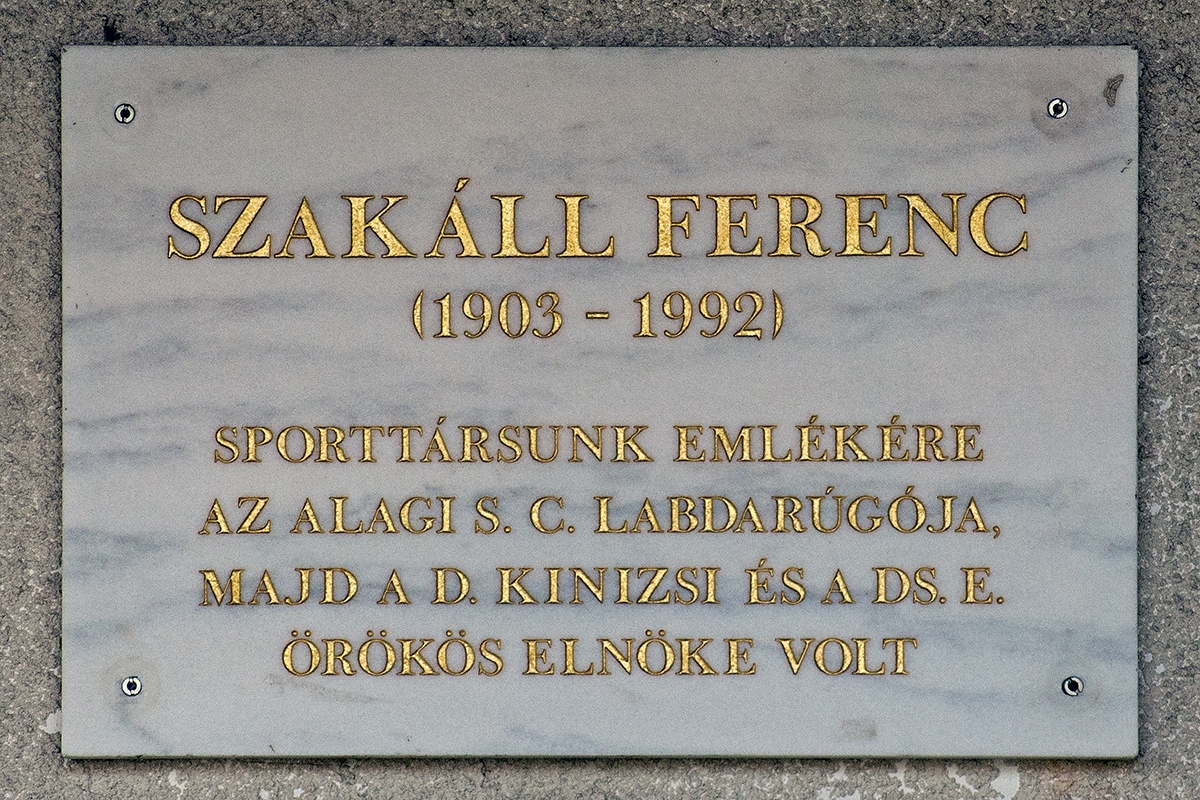 SZAKÁLL FERENC
(1903 - 1992)
SPORTTÁRSUNK EMLÉKÉRE
AZ ALAGI S. C. LABDARÚGÓJA,
MAJD A D. KINIZSI ÉS A DS. E.
ÖRÖKÖS ELNÖKE VOLT